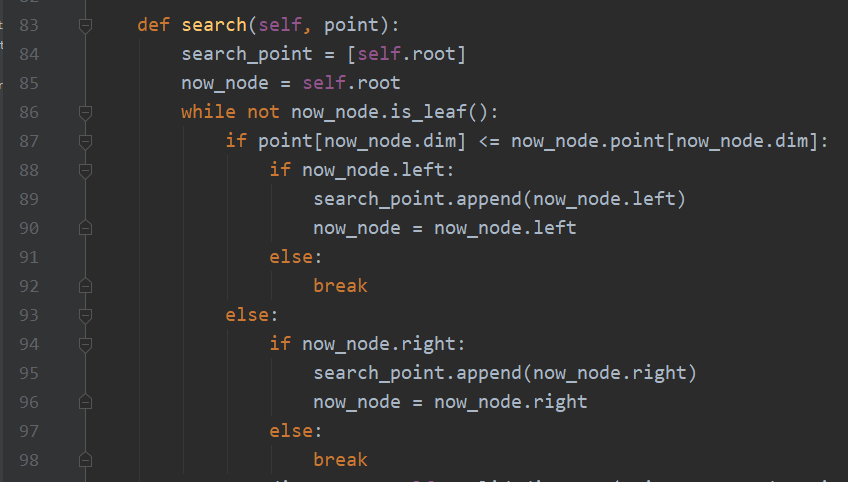 83 def search(self, point):
84 search_point = [self.root]
85 now_node = self.root
86 while not now_node.is_leaf():
87 if point[now_node.dim] <= now_node.point[now_node.dim]:
88 if now_node.left:
89 search_point.append(now_node.left)
90 now_node = now_node.left
91 else:
92 break
93 else:
94 if now_node.right:
95 search_point.append(now_node.right)
96 now_node = now_node.right
97 else:
98 break